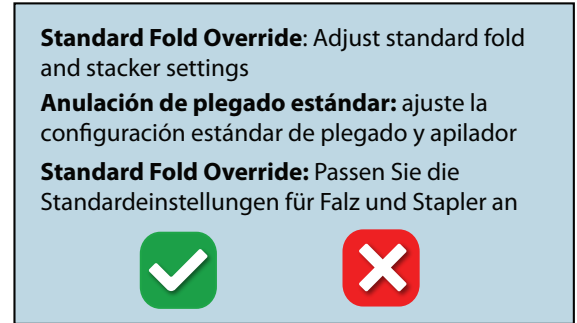 Standard Fold Override: Adjust standard fold
and stacker settings
Anulación de plegado estándar: ajuste la
configuración estándar de plegado y apilador
Standard Fold Override: Passen Sie die
Standardeinstellungen für Falz und Stapler an